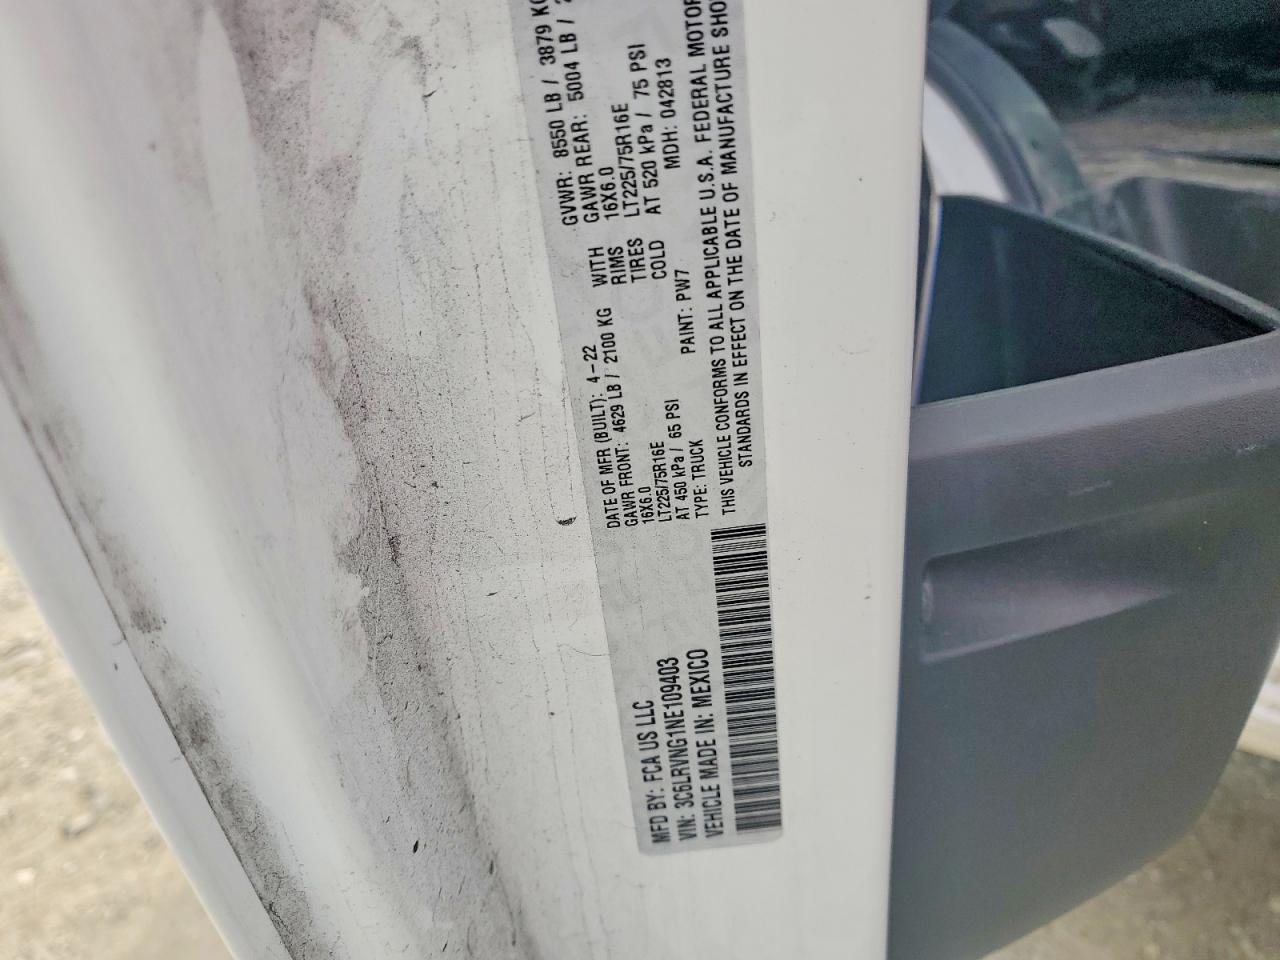 MFD BY: FCA US LLC
DATE OF MFR (BUILT): 4-22
GVWR: 8550 LB / 3879 KG
GAWR FRONT: 4629 LB / 2100 KG WITH GAWR REAR: 5004 LB /
16X6.0 RIMS 16X6.0
LT225/75R16E TIRES LT225/75R16E
AT 450 kPa / 65 PSI COLD AT 520 kPa / 75 PSI
VIN: 3C6LRVNG1NE109403
TYPE: TRUCK PAINT: PW7 MDH: 042813
VEHICLE MADE IN: MEXICO
THIS VEHICLE CONFORMS TO ALL APPLICABLE U.S.A. FEDERAL MOTOR
STANDARDS IN EFFECT ON THE DATE OF MANUFACTURE